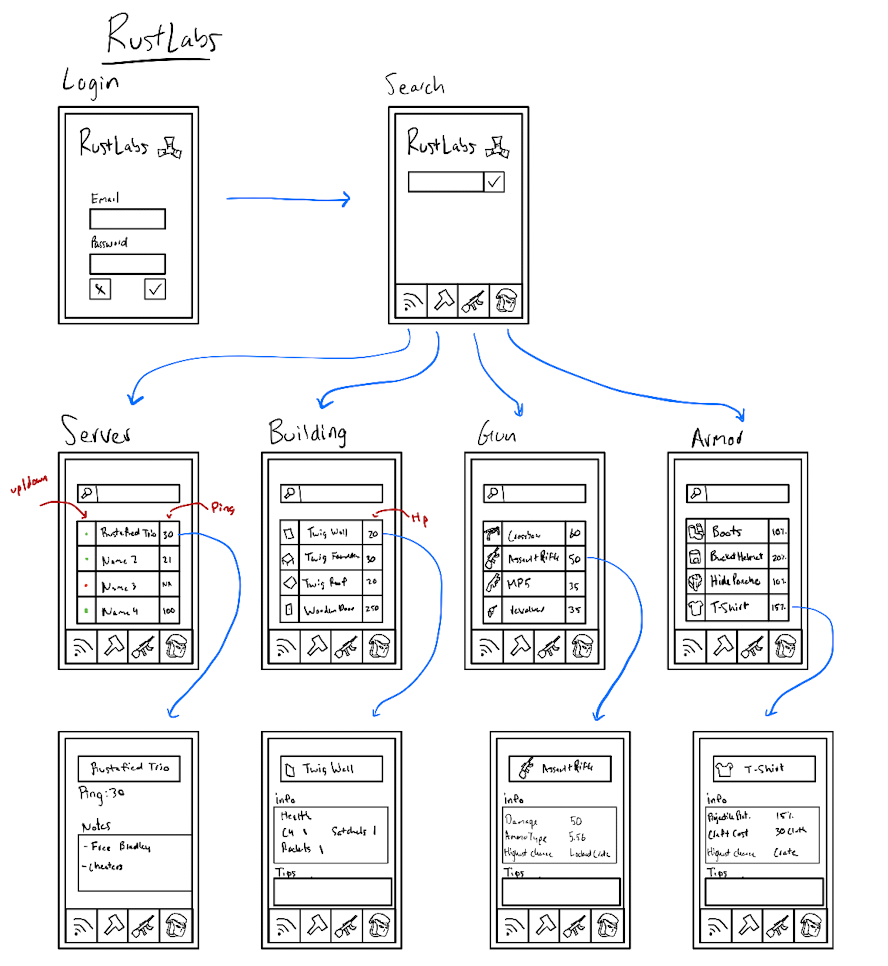 RustLabs
Login
Search
RustLabs
RustLabs
Email
Password
Server
Building
Gun
Armor
up/down
Ping
Hp
Rustafied Trio 30
Name 2 21
Name 3 NA
Name 4 100
Twig Wall 20
Twig 30
Twig Roof 20
Wooden Door 250
Crossbow 60
Assault Rifle 50
MP5 35
revolver 35
Boots 10%
Bucket Helmet 20%
Hide Poncho 10%
T-Shirt 15%
Rustafied Trio
Ping: 30
Notes
- Free Bradley
- Cheaters
Twig Wall
info
Health
C4 1 Satchels 1
Rockets 1
Tips
Assault Rifle
info
Damage 50
Ammo Type 5.56
Highest chance Locked Crate
Tips
T-Shirt
info
Projectile Prot. 15%
Craft Cost 30 Cloth
Highest chance Crate
Tips